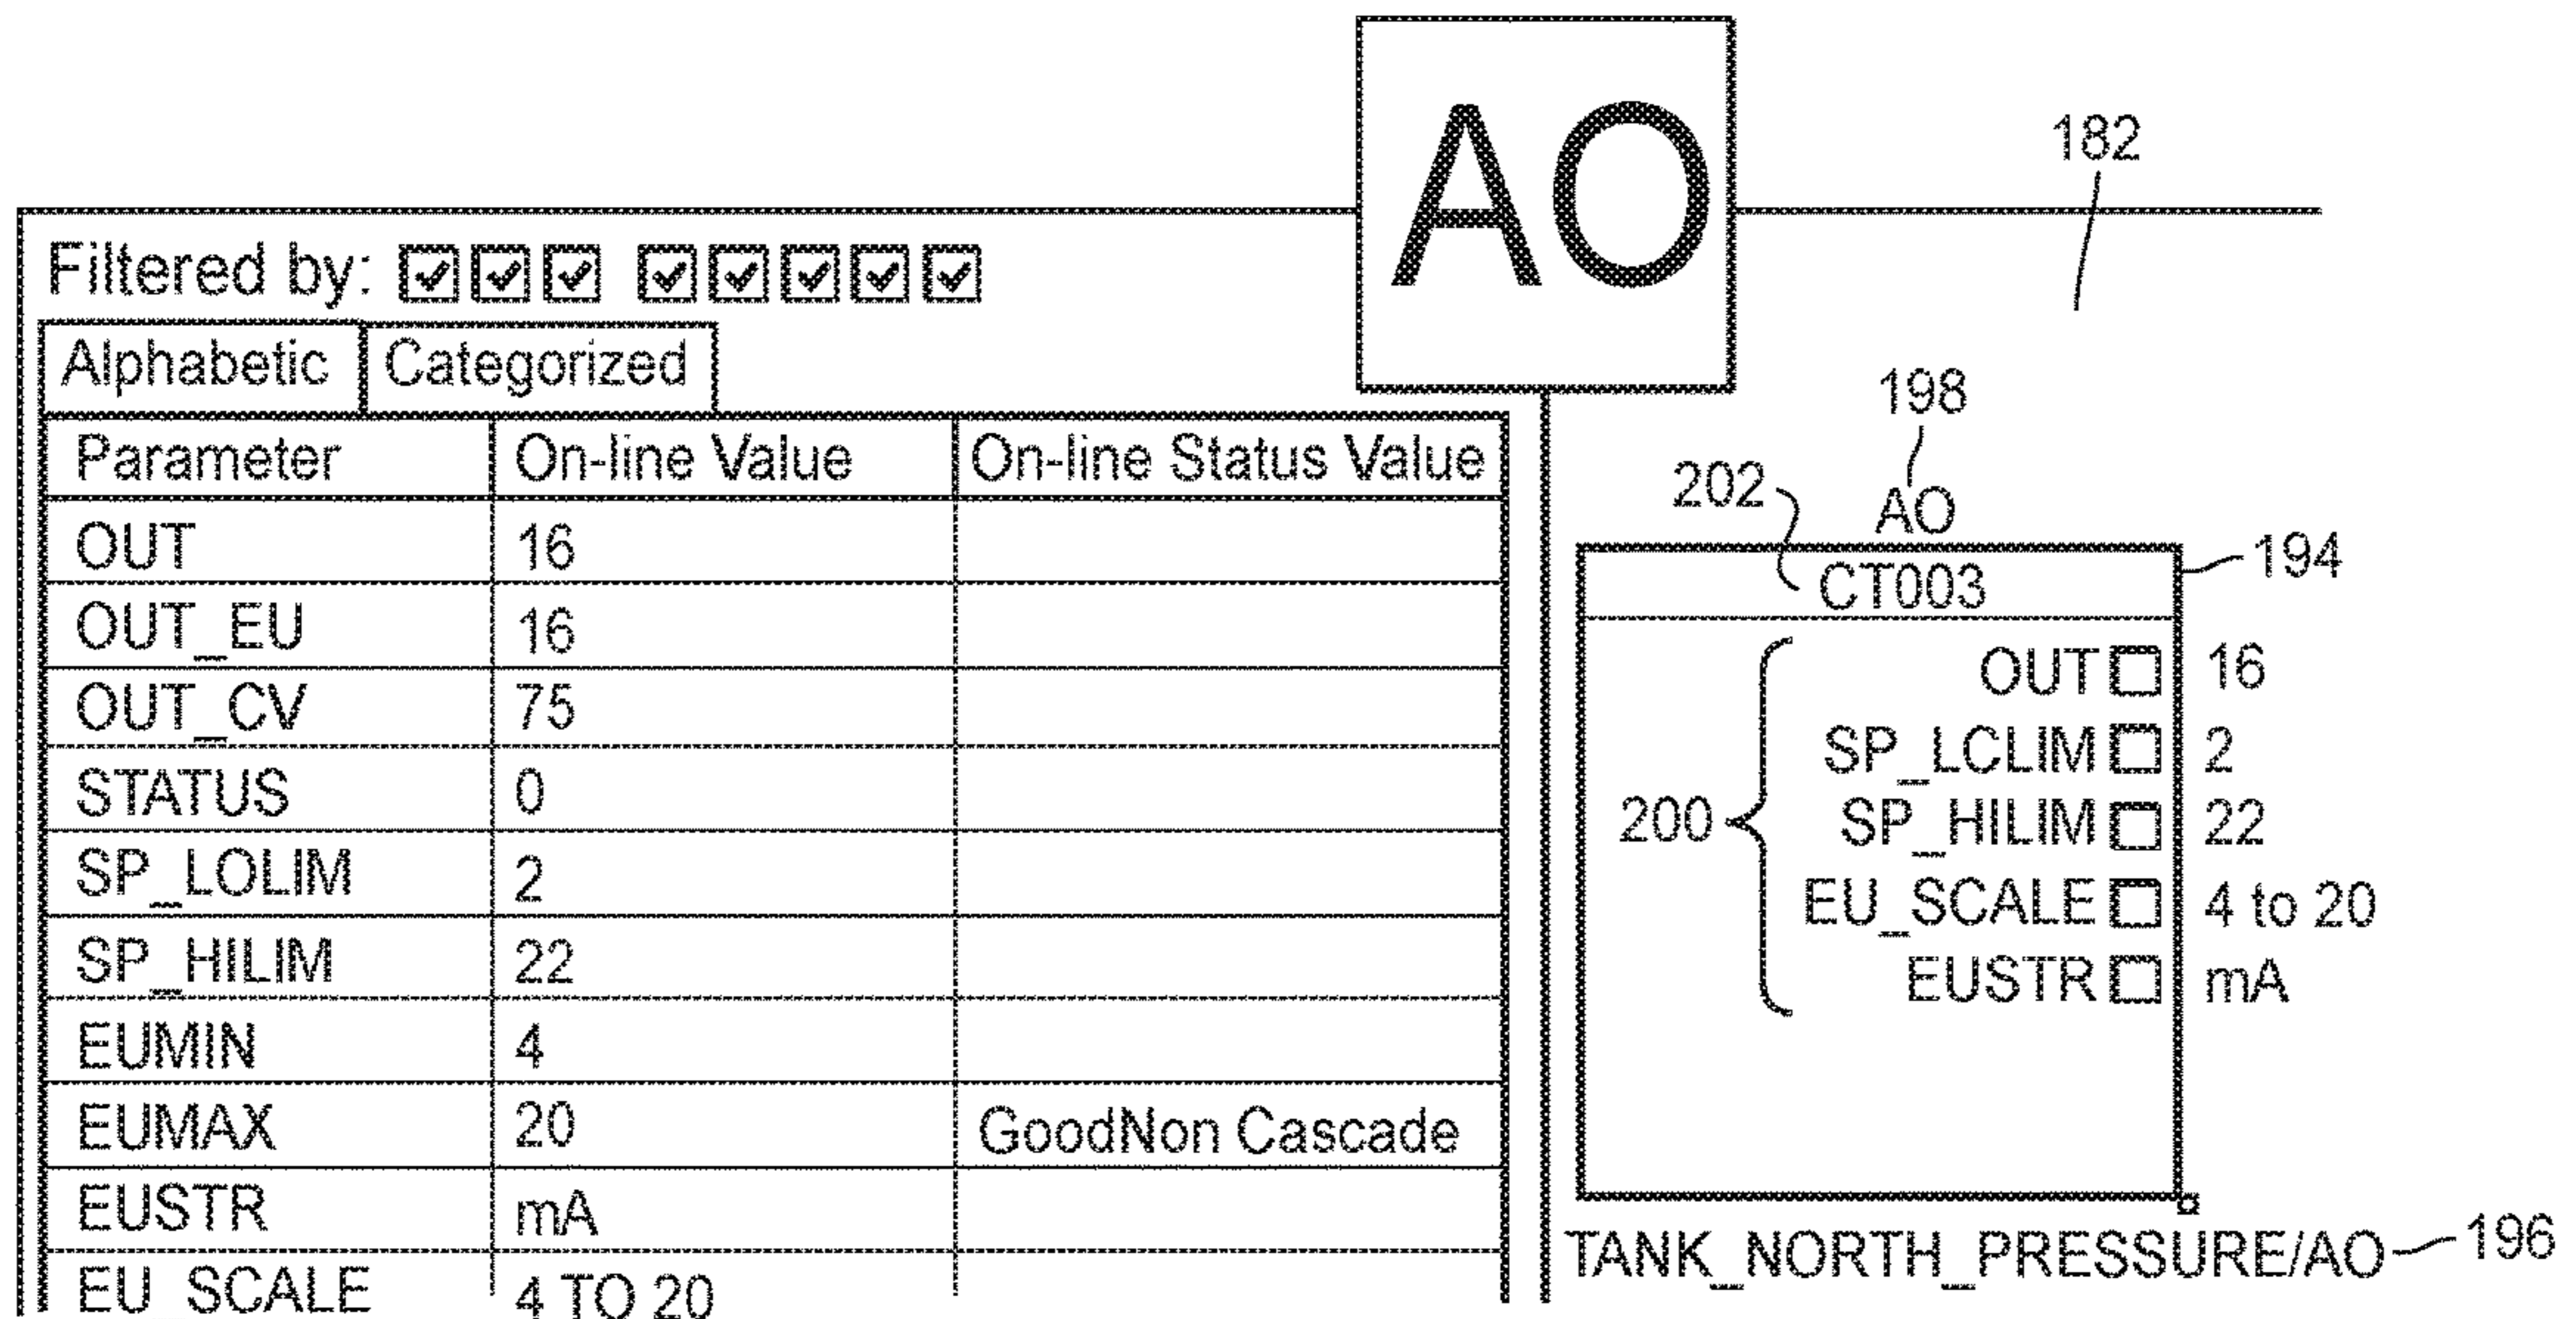 AO
182
Filtered by:
Alphabetic Categorized
Parameter On-line Value On-line Status Value
OUT 16
OUT_EU 16
OUT_CV 75
STATUS 0
SP_LOLIM 2
SP_HILIM 22
EUMIN 4
EUMAX 20 GoodNon Cascade
EUSTR mA
EU_SCALE 4 TO 20
198
202
AO
194
CT003
OUT 16
SP_LCLIM 2
200 SP_HILIM 22
EU_SCALE 4 to 20
EUSTR mA
TANK_NORTH_PRESSURE/AO 196